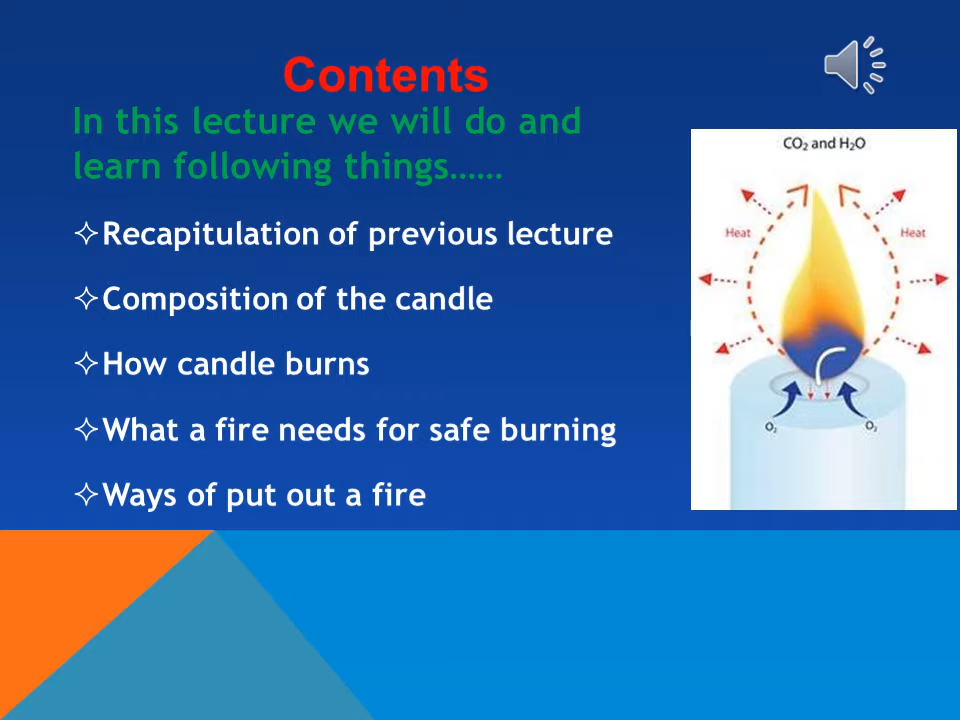 Contents
In this lecture we will do and
learn following things……
✧Recapitulation of previous lecture
✧Composition of the candle
✧How candle burns
✧What a fire needs for safe burning
✧Ways of put out a fire
CO₂ and H₂O
Heat
Heat
O₂
O₂